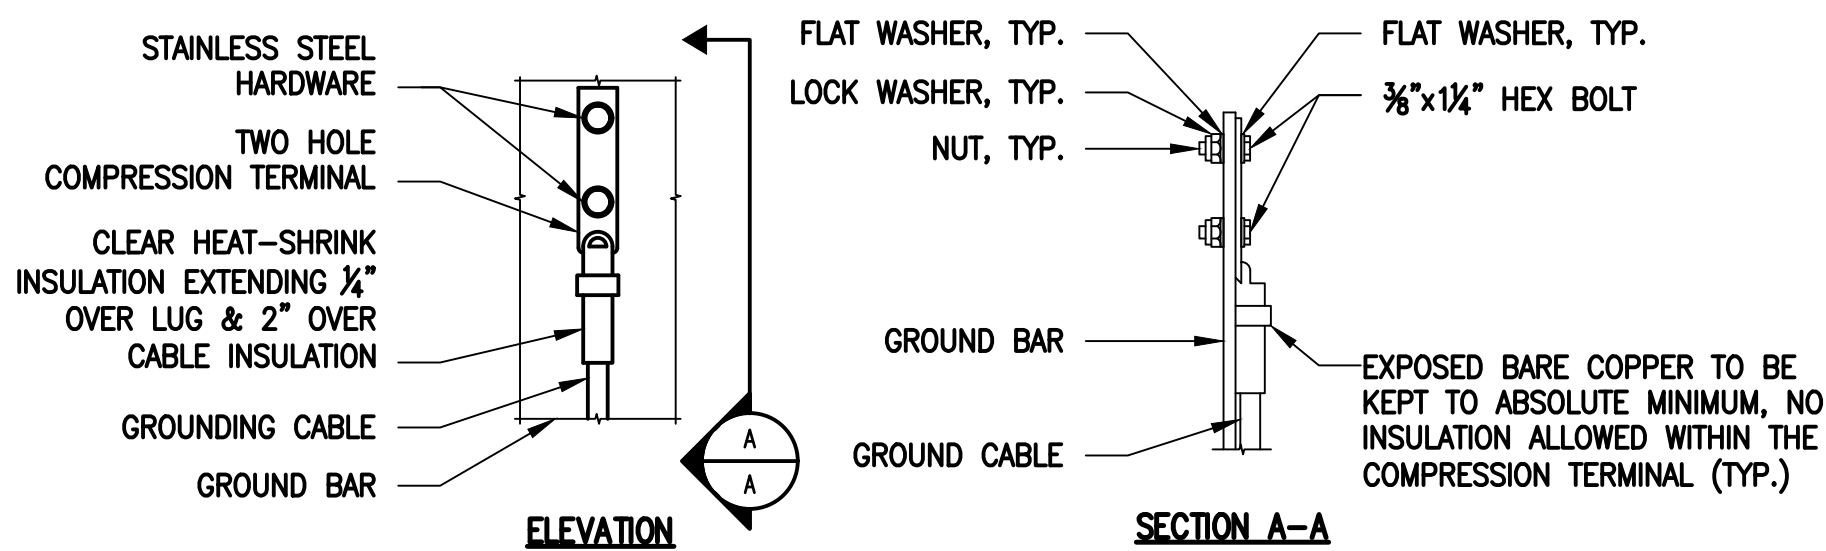 STAINLESS STEEL
HARDWARE
TWO HOLE
COMPRESSION TERMINAL
CLEAR HEAT-SHRINK
INSULATION EXTENDING ¼"
OVER LUG & 2" OVER
CABLE INSULATION
GROUNDING CABLE
GROUND BAR
A
A
ELEVATION
FLAT WASHER, TYP.
LOCK WASHER, TYP.
NUT, TYP.
GROUND BAR
GROUND CABLE
FLAT WASHER, TYP.
⅜"x1¼" HEX BOLT
EXPOSED BARE COPPER TO BE
KEPT TO ABSOLUTE MINIMUM, NO
INSULATION ALLOWED WITHIN THE
COMPRESSION TERMINAL (TYP.)
SECTION A-A